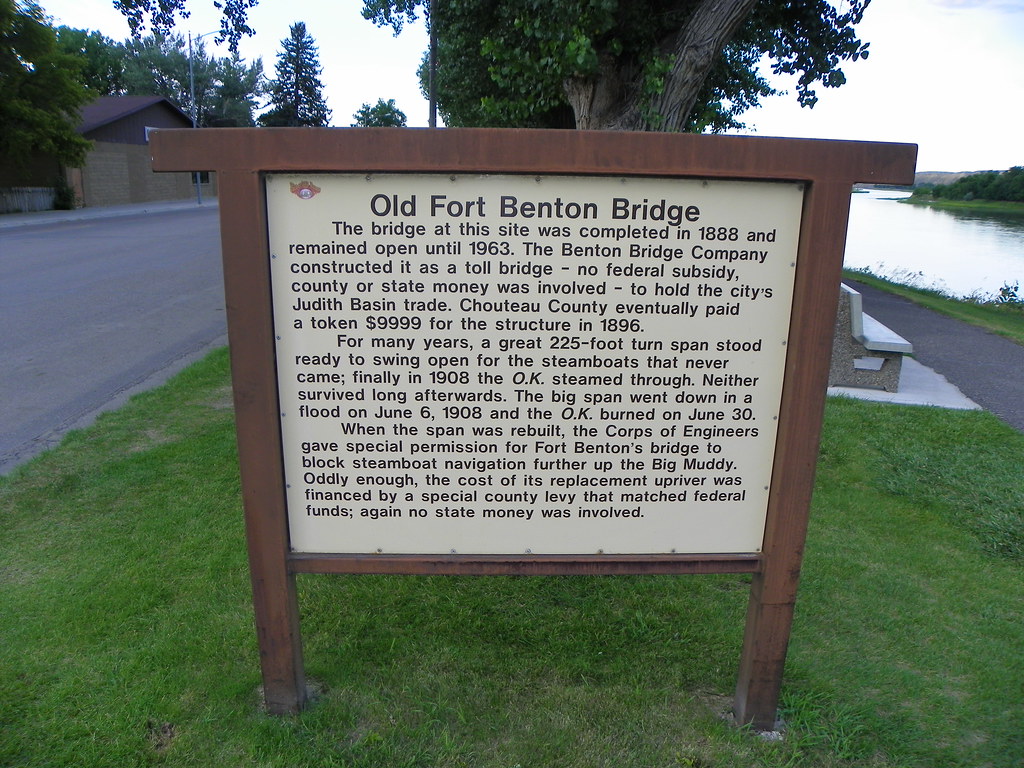 Old Fort Benton Bridge
The bridge at this site was completed in 1888 and
remained open until 1963. The Benton Bridge Company
constructed it as a toll bridge - no federal subsidy,
county or state money was involved - to hold the city's
Judith Basin trade. Chouteau County eventually paid
a token $9999 for the structure in 1896.
For many years, a great 225-foot turn span stood
ready to swing open for the steamboats that never
came; finally in 1908 the O.K. steamed through. Neither
survived long afterwards. The big span went down in a
flood on June 6, 1908 and the O.K. burned on June 30.
When the span was rebuilt, the Corps of Engineers
gave special permission for Fort Benton's bridge to
block steamboat navigation further up the Big Muddy.
Oddly enough, the cost of its replacement upriver was
financed by a special county levy that matched federal
funds; again no state money was involved.